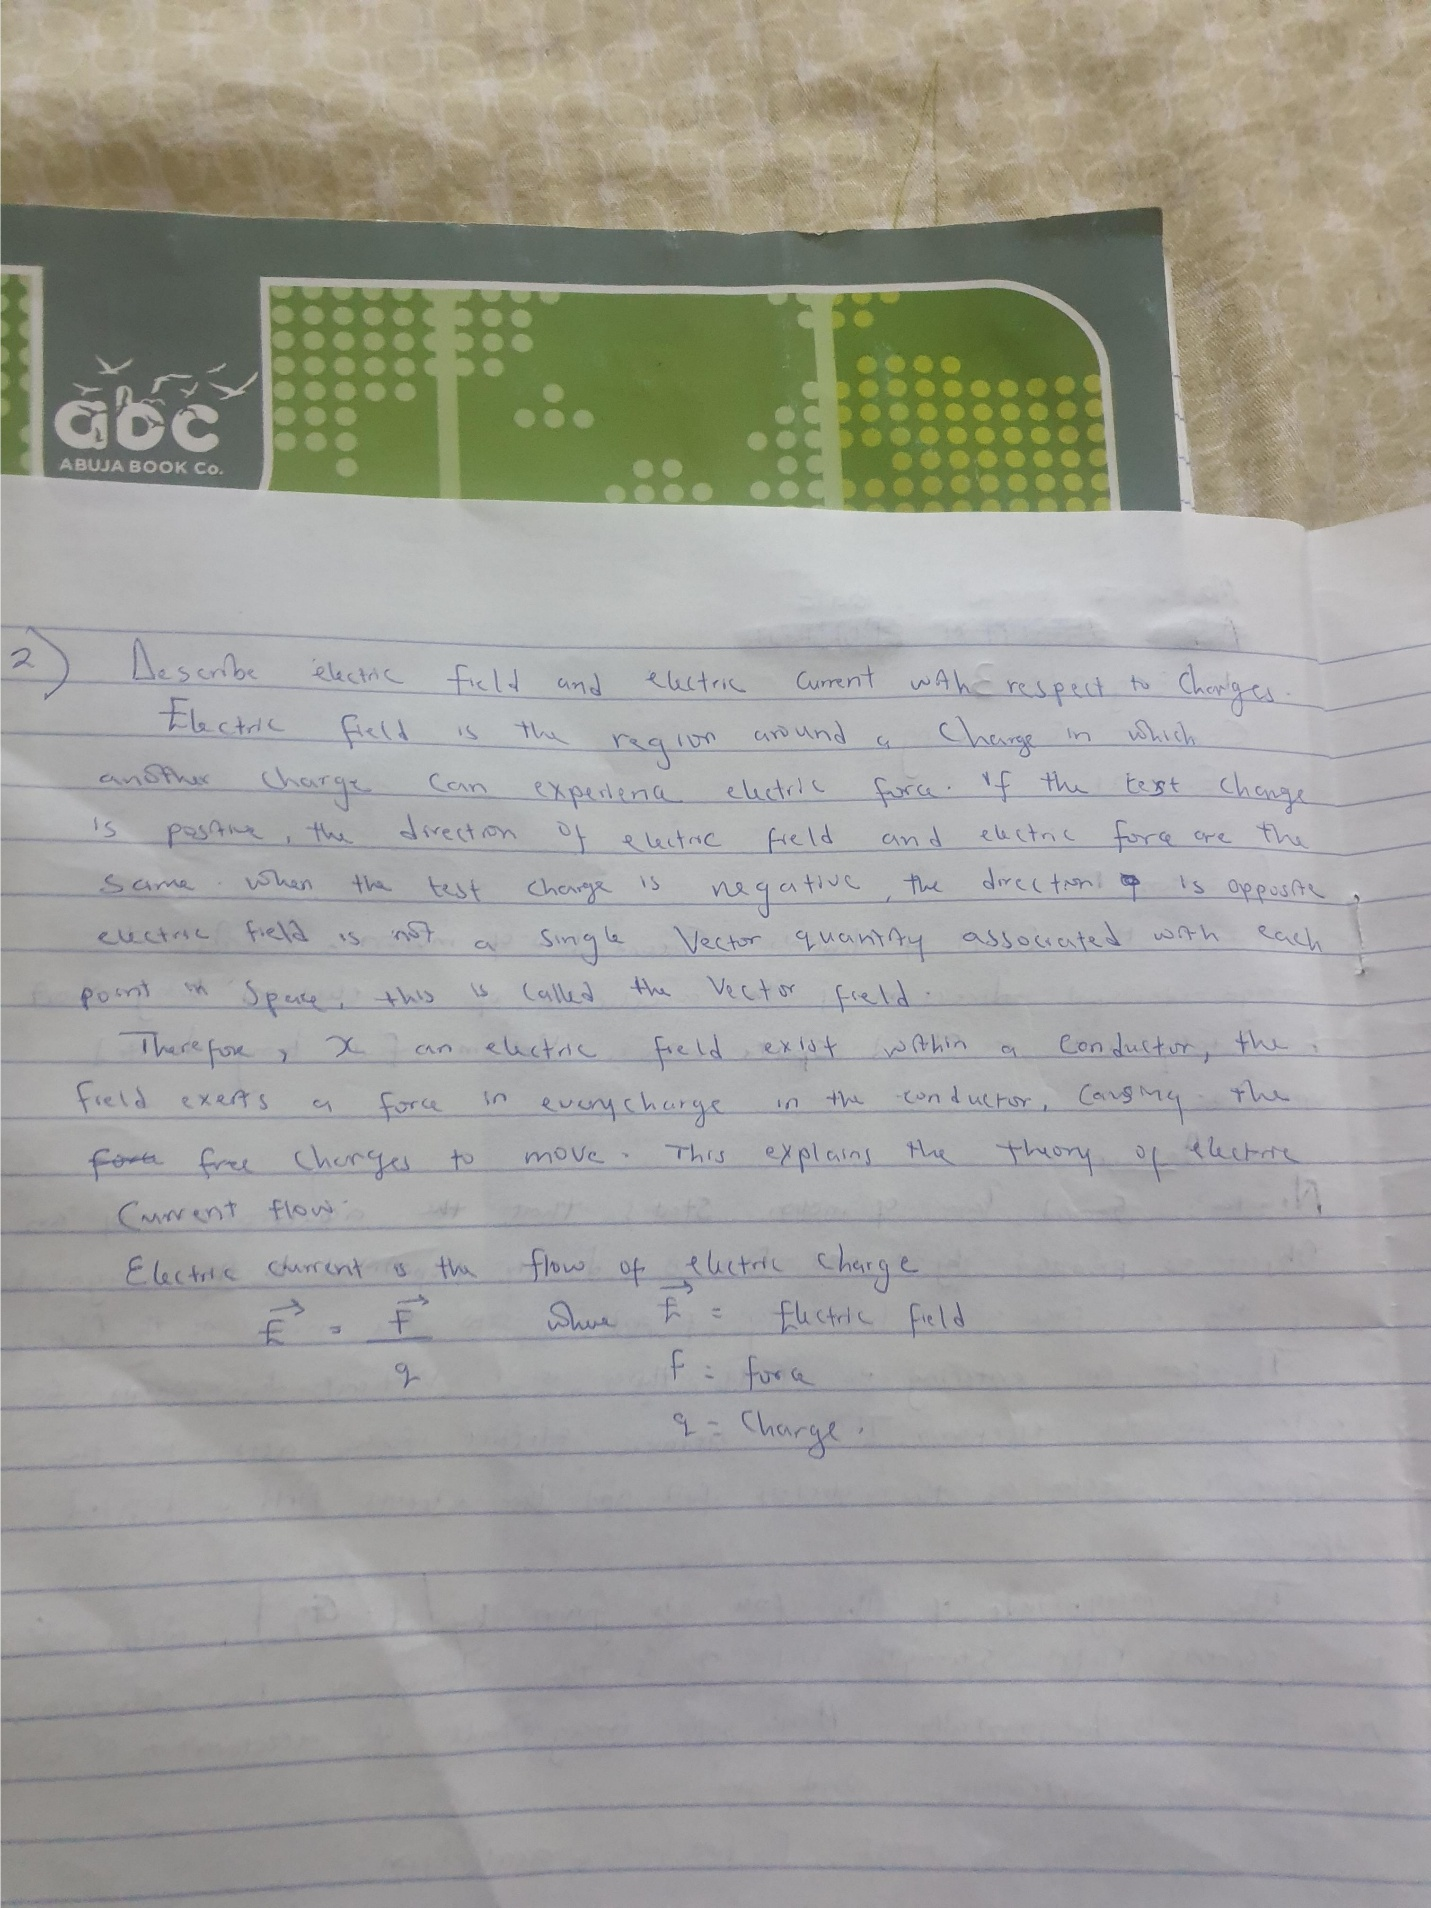 abc
ABUJA BOOK Co.
2) Describe electric field and electric current with respect to Charges.
Electric field is the region around a Charge in which
another charge can experience electric force. If the test charge
is positive, the direction of electric field and electric force are the
same. When the test charge is negative, the direction is opposite,
electric field is not a single Vector quantity associated with each
point in space, this is called the Vector field.
Therefore, x an electric field exist within a conductor, the
field exerts a force in every charge in the conductor, causing the
free charges to move. This explains the theory of electric
Current flow.
Electric current is the flow of electric charge
E = F where E = Electric field
q F = force
q = Charge.